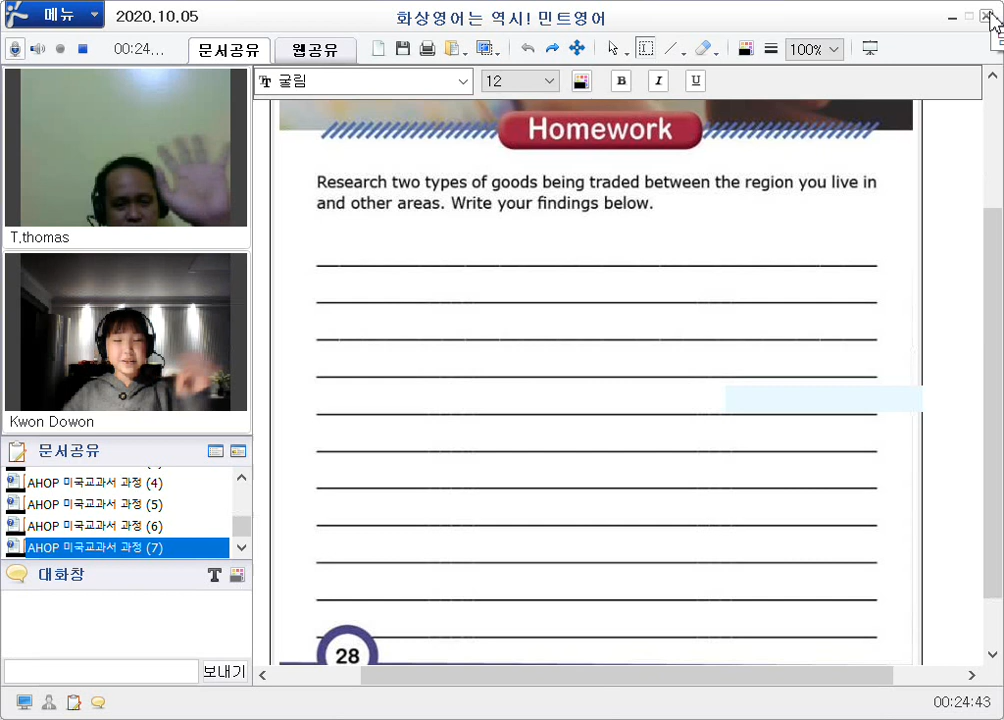 메뉴
2020.10.05
화상영어는 역시! 민트영어
00:24...
문서공유
웹공유
100%
굴림
12
B
I
U
T.thomas
Kwon Dowon
문서공유
AHOP 미국교과서 과정 (4)
AHOP 미국교과서 과정 (5)
AHOP 미국교과서 과정 (6)
AHOP 미국교과서 과정 (7)
대화창
보내기
Homework
Research two types of goods being traded between the region you live in
and other areas. Write your findings below.
28
00:24:43